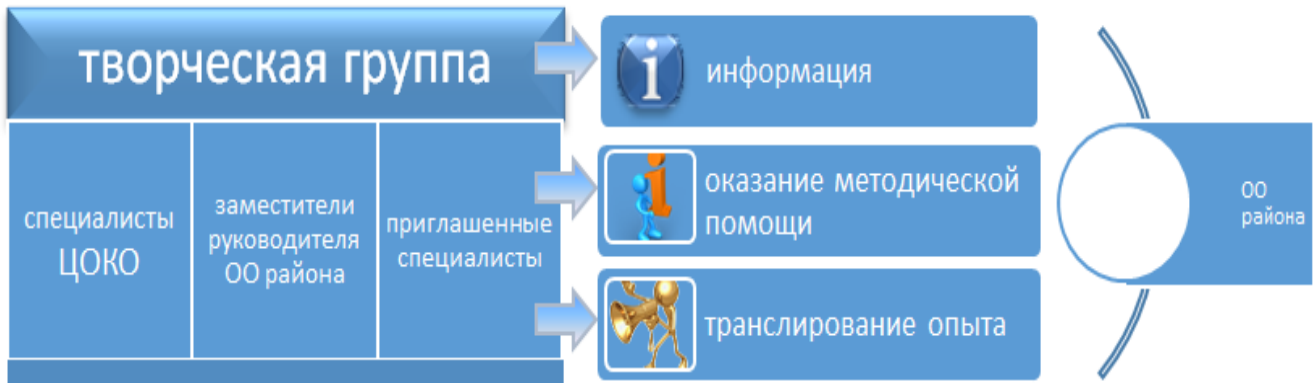 творческая группа
специалисты
ЦОКО
заместители
руководителя
ОО района
приглашенные
специалисты
информация
оказание методической
помощи
транслирование опыта
ОО
района